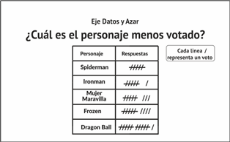 Eje Datos y Azar
¿Cuál es el personaje menos votado?
Personaje Respuestas
Cada línea /
representa un voto
Spiderman
Ironman
Mujer
Maravilla
Frozen
Dragon Ball